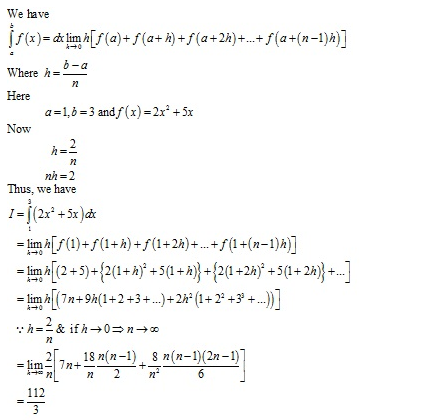 We have
∫ₐᵇ f(x) = dx lim_{h→0} h[f(a)+f(a+h)+f(a+2h)+...+f(a+(n−1)h)]
Where h = (b−a)/n
Here
a=1, b=3 and f(x)=2x²+5x
Now
h = 2/n
nh=2
Thus, we have
I = ∫₁³ (2x²+5x)dx
= lim_{h→0} h[f(1)+f(1+h)+f(1+2h)+...+f(1+(n−1)h)]
= lim_{h→0} h[(2+5)+{2(1+h)²+5(1+h)}+{2(1+2h)²+5(1+2h)}+...]
= lim_{h→0} h[(7n+9h(1+2+3+...)+2h²(1+2²+3³+...))]
∵ h = 2/n & if h→0 ⇒ n→∞
= lim_{h→∞} 2/n [7n + 18/n n(n−1)/2 + 8/n² n(n−1)(2n−1)/6]
= 112/3